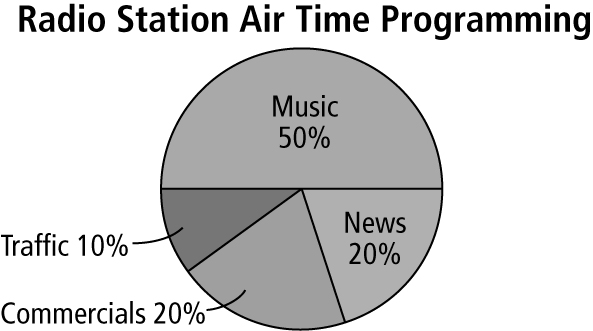 Radio Station Air Time Programming
Music
50%
News
20%
Traffic 10%
Commercials 20%